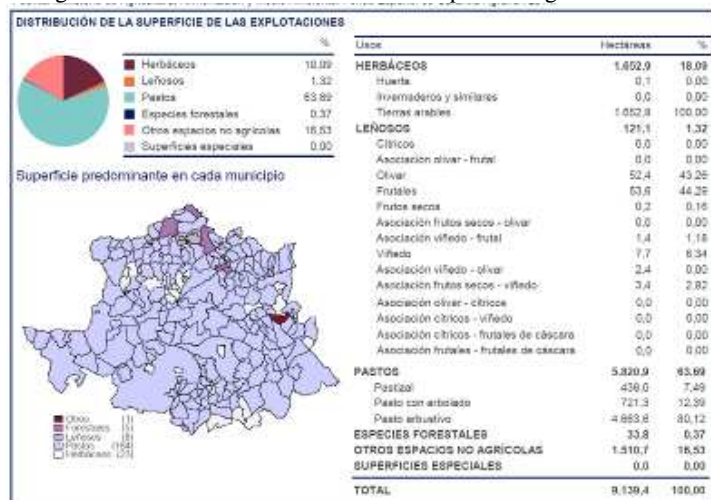 DISTRIBUCIÓN DE LA SUPERFICIE DE LAS EXPLOTACIONES
%
Herbáceos 18.09
Leñosos 1.32
Pastos 63.69
Especies forestales 0.37
Otros espacios no agrícolas 16,53
Superficies especiales 0.00
Superficie predominante en cada municipio
Otros (1)
Forestales (5)
Leñosos (8)
Pastos (164)
Herbáceos (23)
Usos Hectáreas %
HERBÁCEOS 1.652,9 18,09
Huerta 0,1 0,00
Invernaderos y similares 0,0 0,00
Tierras arables 1.652,8 100,00
LEÑOSOS 121,1 1,32
Cítricos 0,0 0,00
Asociación olivar - frutal 0,0 0,00
Olivar 52,4 43,26
Frutales 53,6 44,29
Frutos secos 0,2 0,16
Asociación frutos secos - olivar 0,0 0,00
Asociación viñedo - frutal 1,4 1,18
Viñedo 7,7 6,34
Asociación viñedo - olivar 2,4 0,00
Asociación frutos secos - viñedo 3,4 2,82
Asociación olivar - cítricos 0,0 0,00
Asociación cítricos - viñedo 0,0 0,00
Asociación cítricos - frutales de cáscara 0,0 0,00
Asociación frutales - frutales de cáscara 0,0 0,00
PASTOS 5.820,9 63,69
Pastizal 436,0 7,49
Pasto con arbolado 721,3 12,39
Pasto arbustivo 4.663,6 80,12
ESPECIES FORESTALES 33,8 0,37
OTROS ESPACIOS NO AGRÍCOLAS 1.510,7 16,53
SUPERFICIES ESPECIALES 0,0 0,00
TOTAL 9.139,4 100,00